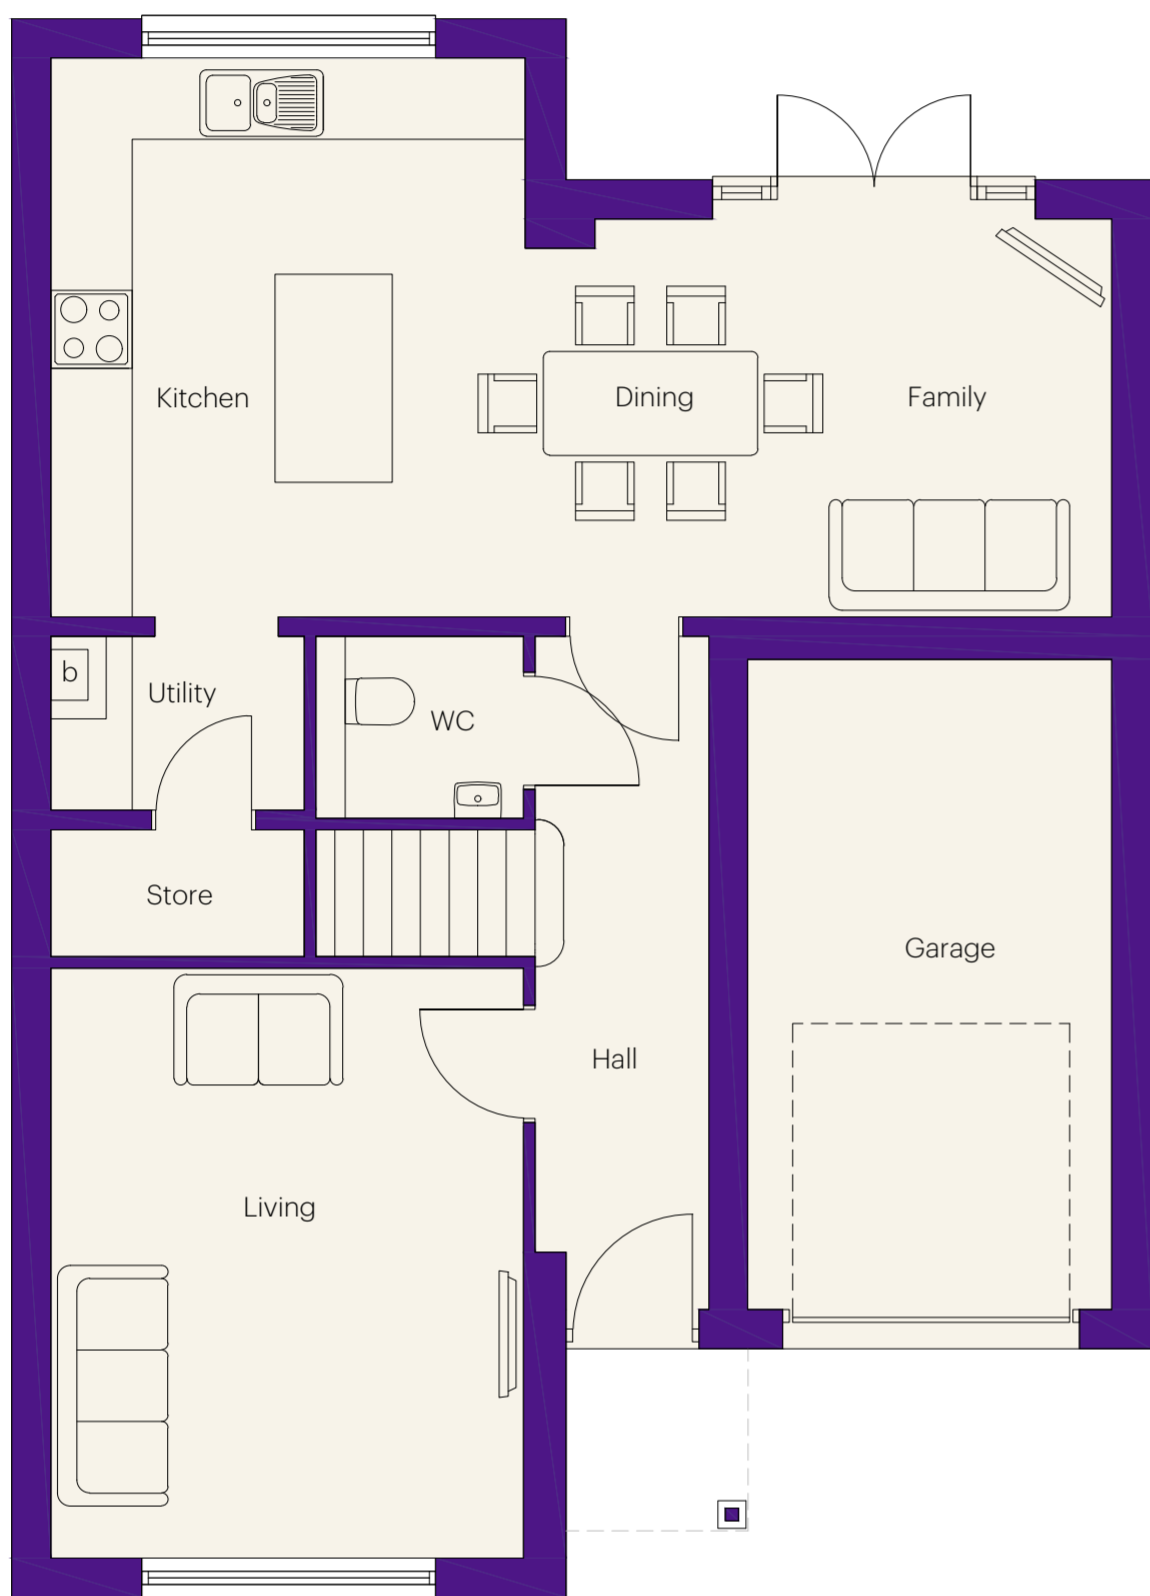 Kitchen
Dining
Family
b
Utility
WC
Store
Garage
Hall
Living